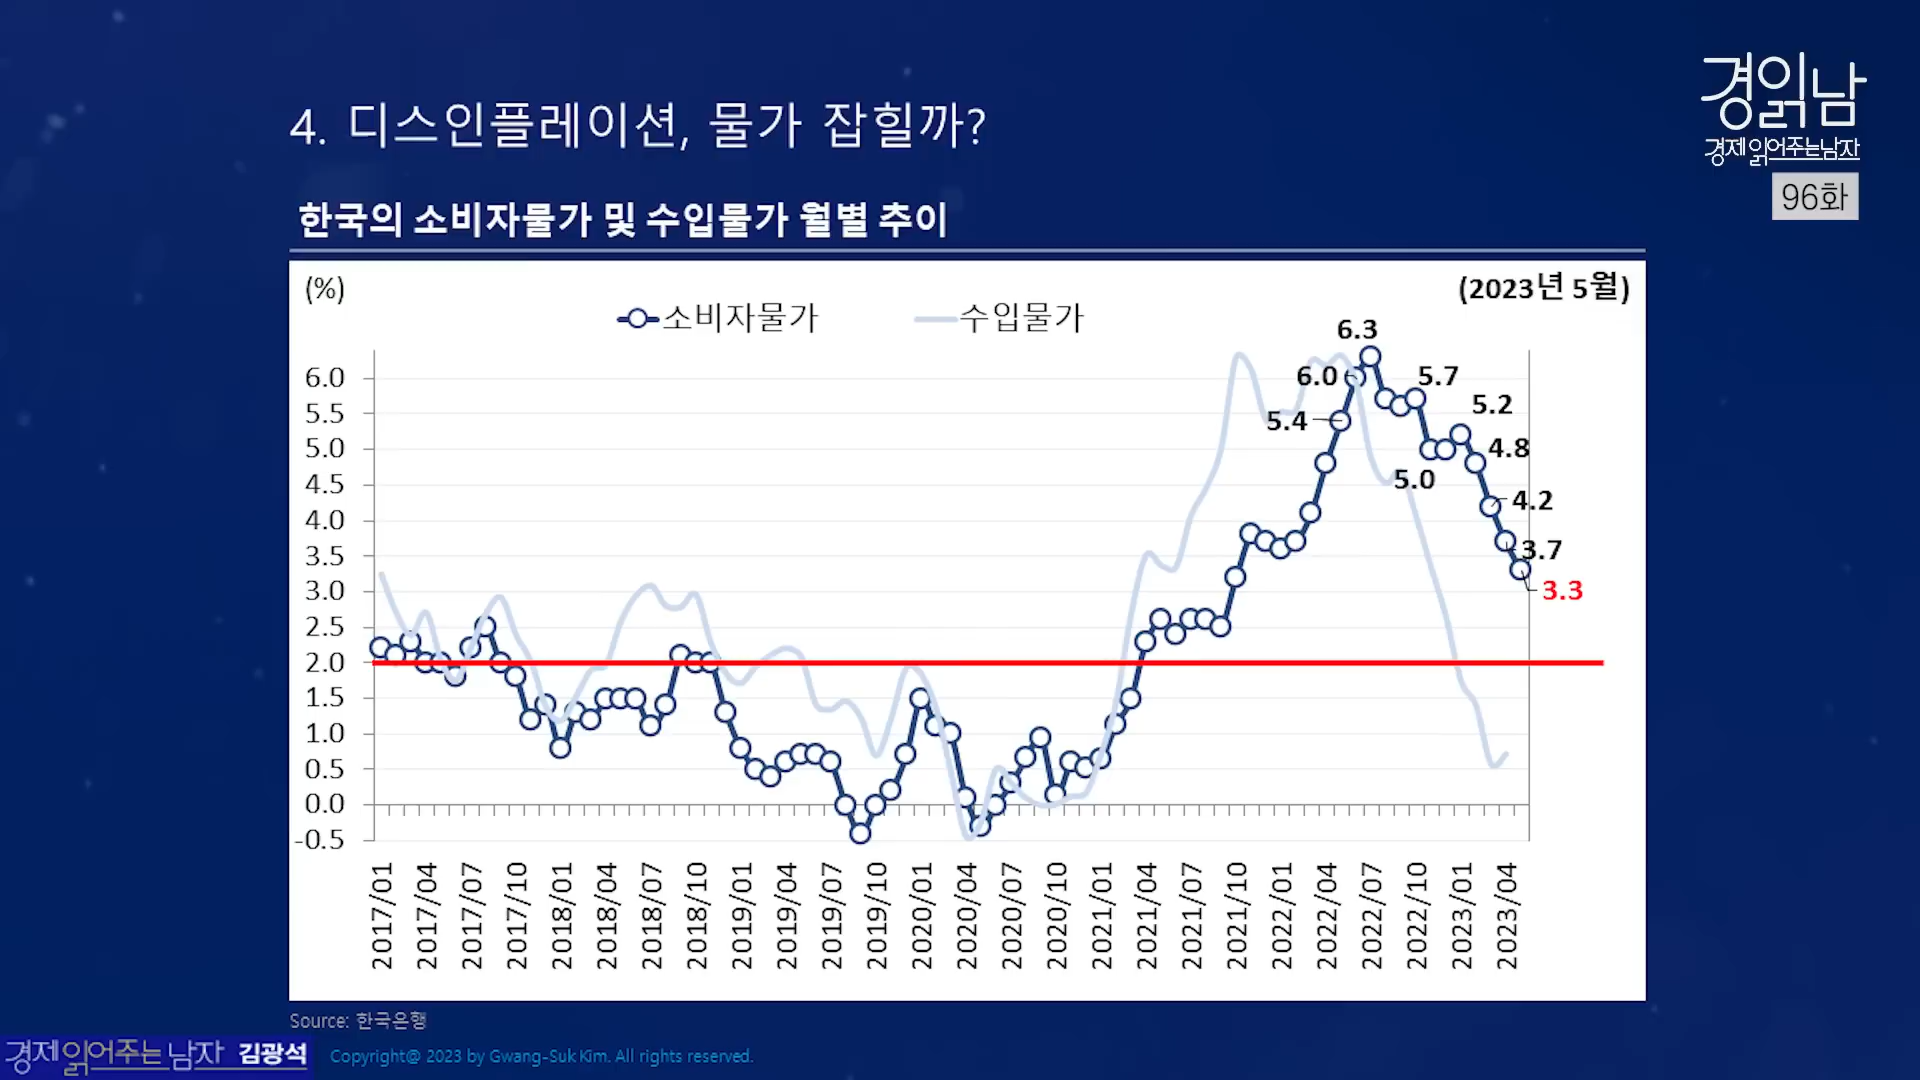 경읽남
경제 읽어주는남자
96화
4. 디스인플레이션, 물가 잡힐까?
한국의 소비자물가 및 수입물가 월별 추이
(%)
(2023년 5월)
소비자물가 수입물가
6.3
6.0
5.7
5.4
5.2
4.8
5.0
4.2
3.7
3.3
6.0
5.5
5.0
4.5
4.0
3.5
3.0
2.5
2.0
1.5
1.0
0.5
0.0
-0.5
2017/01 2017/04 2017/07 2017/10 2018/01 2018/04 2018/07 2018/10 2019/01 2019/04 2019/07 2019/10 2020/01 2020/04 2020/07 2020/10 2021/01 2021/04 2021/07 2021/10 2022/01 2022/04 2022/07 2022/10 2023/01 2023/04
Source: 한국은행
경제 읽어주는 남자 김광석
Copyright@ 2023 by Gwang-Suk Kim. All rights reserved.